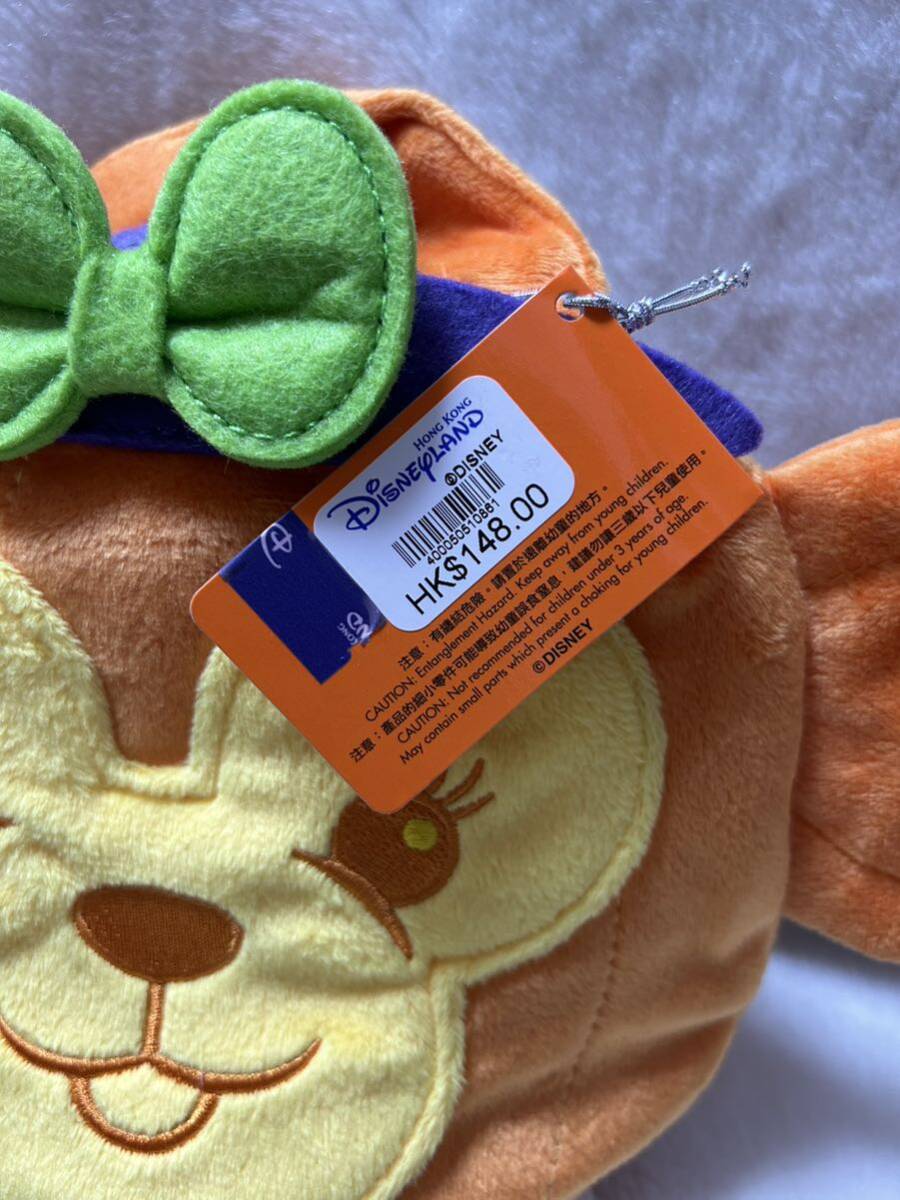 HONG KONG
DISNEYLAND
©DISNEY
400050510881
HK$148.00
注意：有纏結危險。請置於遠離幼童的地方。
CAUTION: Entanglement Hazard. Keep away from young children.
注意：產品的細小零件可能導致幼童誤食窒息，建議勿讓三歲以下兒童使用。
CAUTION: Not recommended for children under 3 years of age.
May contain small parts which present a choking for young children.
©DISNEY